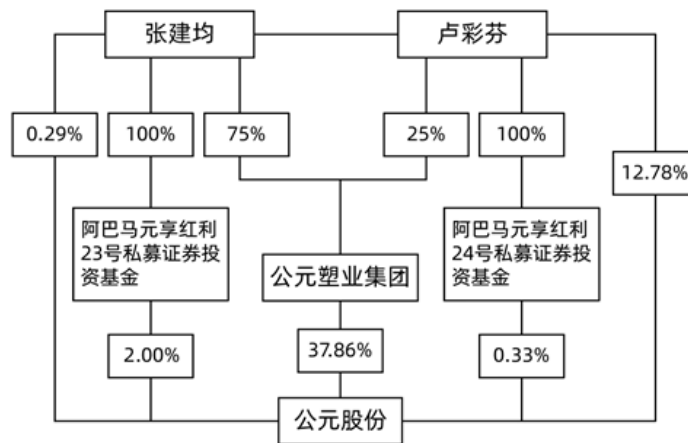 张建均
卢彩芬
0.29%
100%
75%
25%
100%
12.78%
阿巴马元享红利
23号私募证券投
资基金
公元塑业集团
阿巴马元享红利
24号私募证券投
资基金
2.00%
37.86%
0.33%
公元股份